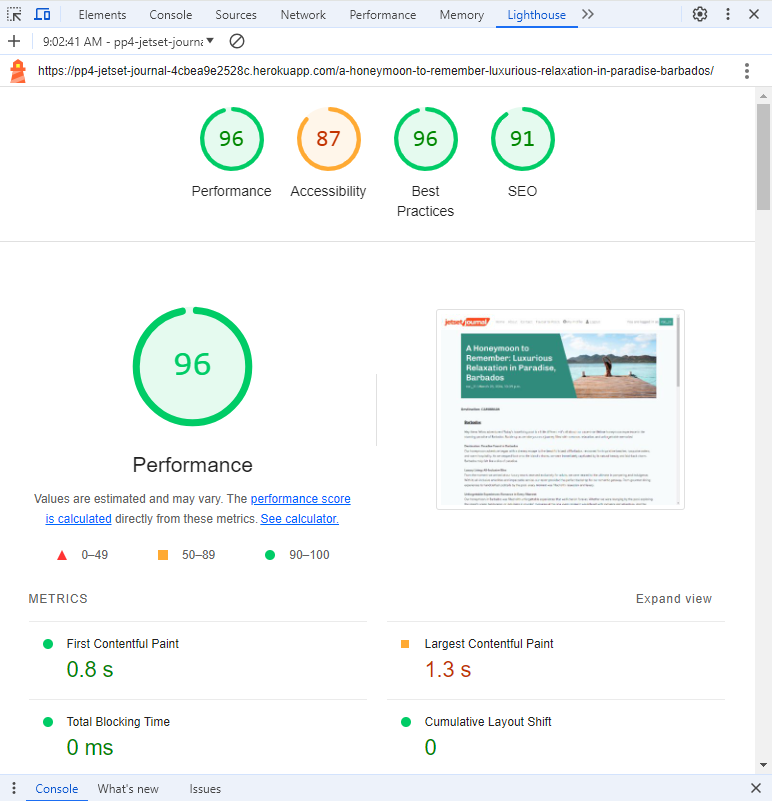 Elements Console Sources Network Performance Memory Lighthouse
9:02:41 AM - pp4-jetset-journa
https://pp4-jetset-journal-4cbea9e2528c.herokuapp.com/a-honeymoon-to-remember-luxurious-relaxation-in-paradise-barbados/
96 87 96 91
Performance Accessibility Best Practices SEO
96
Performance
Values are estimated and may vary. The performance score
is calculated directly from these metrics. See calculator.
0–49 50–89 90–100
jetset journal
A Honeymoon to
Remember: Luxurious
Relaxation in Paradise,
Barbados
METRICS Expand view
First Contentful Paint
0.8 s
Largest Contentful Paint
1.3 s
Total Blocking Time
0 ms
Cumulative Layout Shift
0
Console What's new Issues